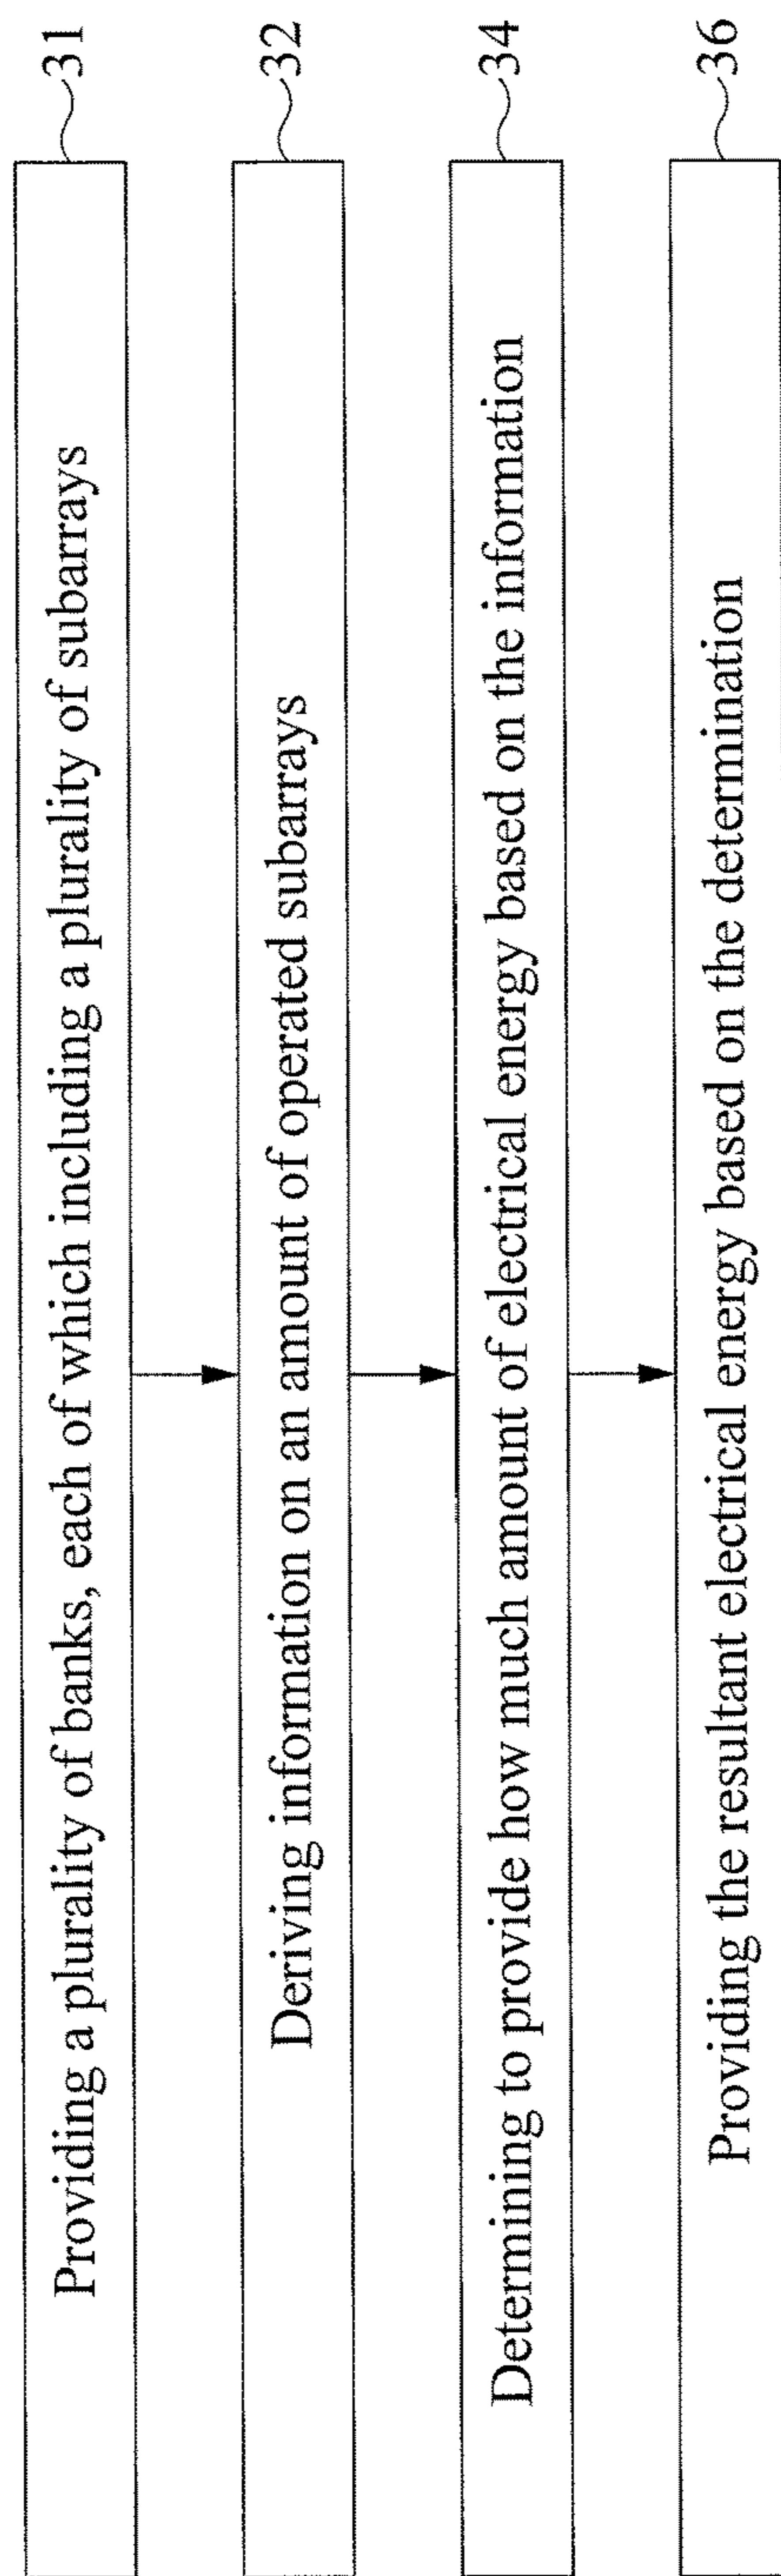 Providing a plurality of banks, each of which including a plurality of subarrays 31
Deriving information on an amount of operated subarrays 32
Determining to provide how much amount of electrical energy based on the information 34
Providing the resultant electrical energy based on the determination 36